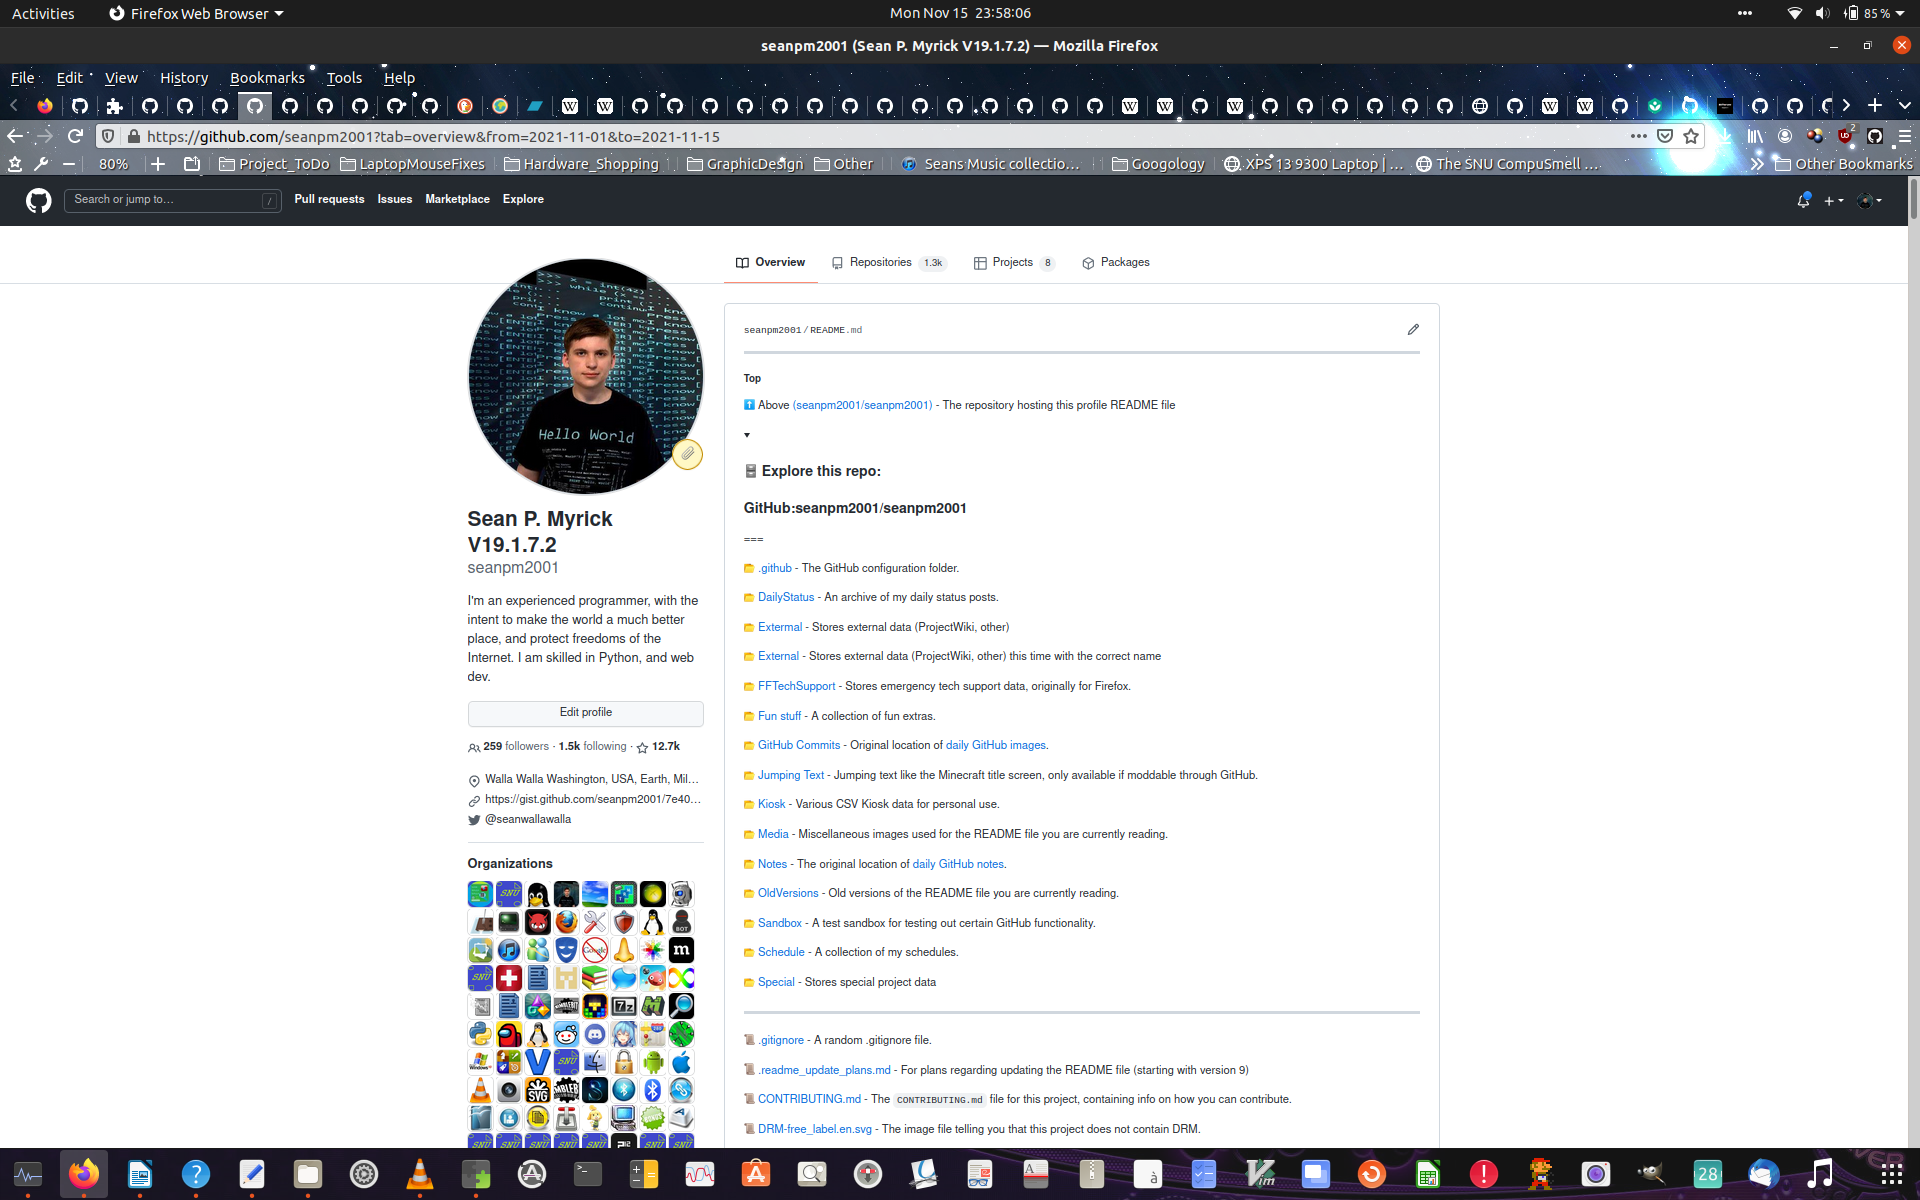 Activities Firefox Web Browser Mon Nov 15 23:58:06 85 %
seanpm2001 (Sean P. Myrick V19.1.7.2) — Mozilla Firefox
File Edit View History Bookmarks Tools Help
https://github.com/seanpm2001?tab=overview&from=2021-11-01&to=2021-11-15
80% Project_ToDo LaptopMouseFixes Hardware_Shopping GraphicDesign Other Seans Music collectio… Googology XPS 13 9300 Laptop | … The SNU CompuSmell … Other Bookmarks
Search or jump to… / Pull requests Issues Marketplace Explore
Overview Repositories 1.3k Projects 8 Packages
seanpm2001/README.md
Top
Above (seanpm2001/seanpm2001) - The repository hosting this profile README file
Explore this repo:
GitHub:seanpm2001/seanpm2001
===
.github - The GitHub configuration folder.
DailyStatus - An archive of my daily status posts.
Extermal - Stores external data (ProjectWiki, other)
External - Stores external data (ProjectWiki, other) this time with the correct name
FFTechSupport - Stores emergency tech support data, originally for Firefox.
Fun stuff - A collection of fun extras.
GitHub Commits - Original location of daily GitHub images.
Jumping Text - Jumping text like the Minecraft title screen, only available if moddable through GitHub.
Kiosk - Various CSV Kiosk data for personal use.
Media - Miscellaneous images used for the README file you are currently reading.
Notes - The original location of daily GitHub notes.
OldVersions - Old versions of the README file you are currently reading.
Sandbox - A test sandbox for testing out certain GitHub functionality.
Schedule - A collection of my schedules.
Special - Stores special project data
.gitignore - A random .gitignore file.
.readme_update_plans.md - For plans regarding updating the README file (starting with version 9)
CONTRIBUTING.md - The CONTRIBUTING.md file for this project, containing info on how you can contribute.
DRM-free_label.en.svg - The image file telling you that this project does not contain DRM.
Hello World
Sean P. Myrick
V19.1.7.2
seanpm2001
I'm an experienced programmer, with the
intent to make the world a much better
place, and protect freedoms of the
Internet. I am skilled in Python, and web
dev.
Edit profile
259 followers · 1.5k following · 12.7k
Walla Walla Washington, USA, Earth, Mil…
https://gist.github.com/seanpm2001/7e40…
@seanwallawalla
Organizations
28